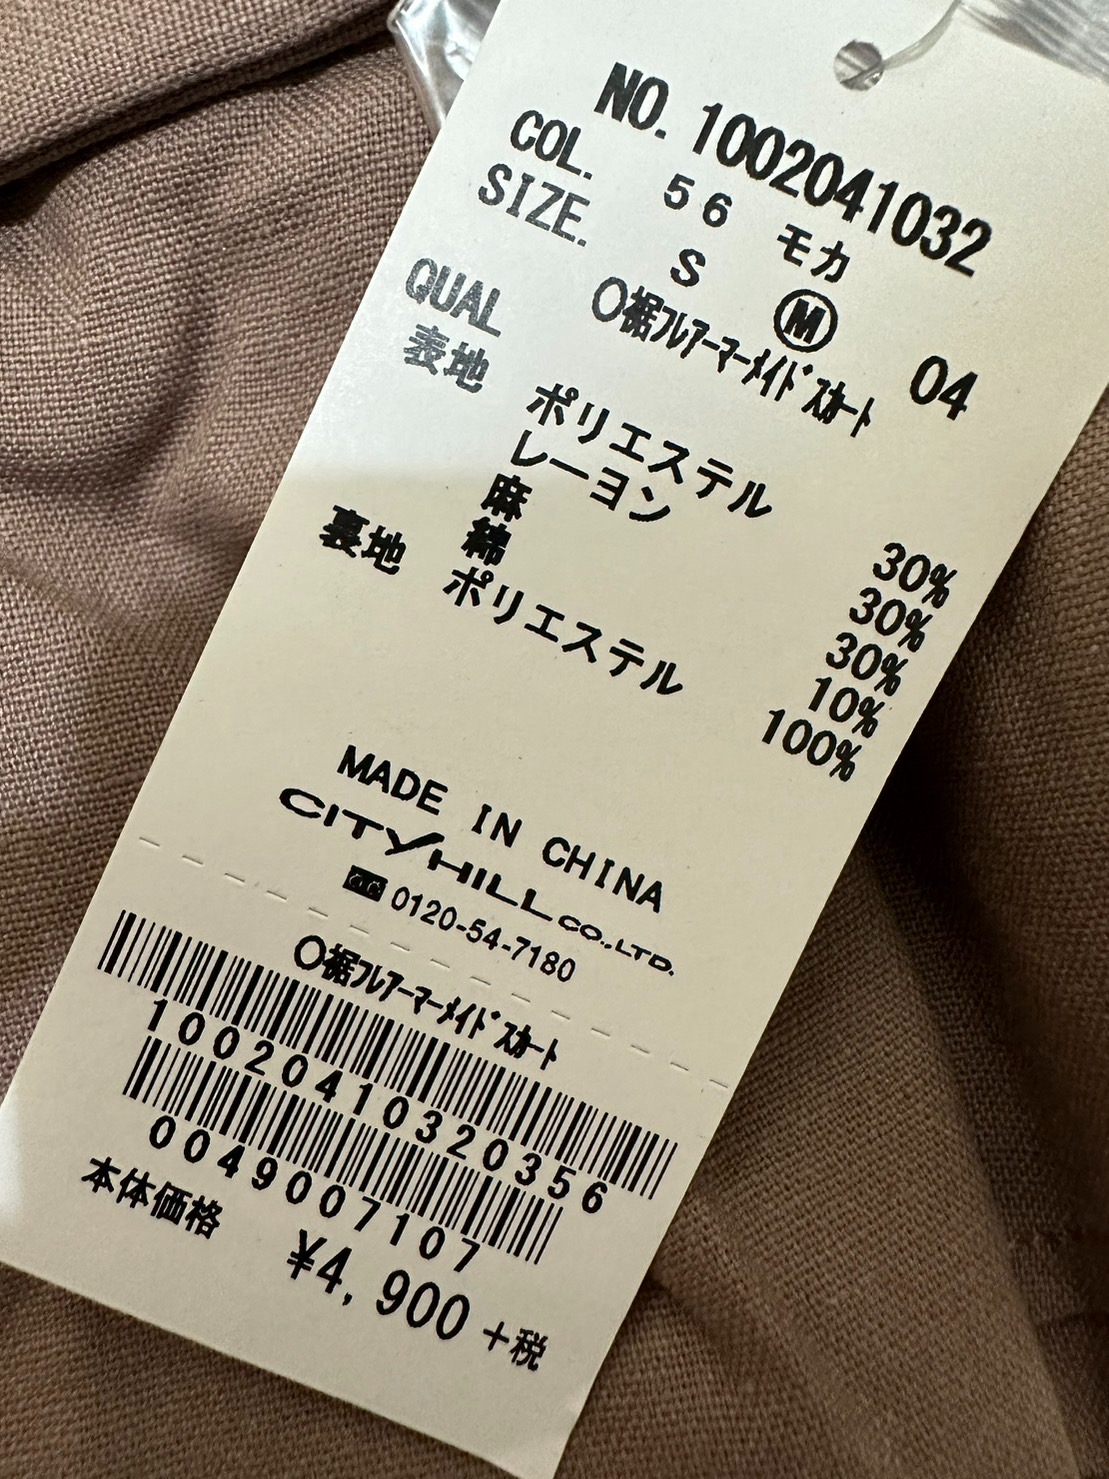 NO. 1002041032
COL. 56 モカ
SIZE. S Ⓜ 04
〇裾フレアーマーメイドスカート
QUAL
表地 ポリエステル 30%
レーヨン 30%
麻 30%
綿 10%
裏地 ポリエステル 100%
MADE IN CHINA
CITY HILL CO.,LTD.
0120-54-7180
〇裾フレアーマーメイドスカート
10020410320356
0049007107
本体価格 ¥4,900+税